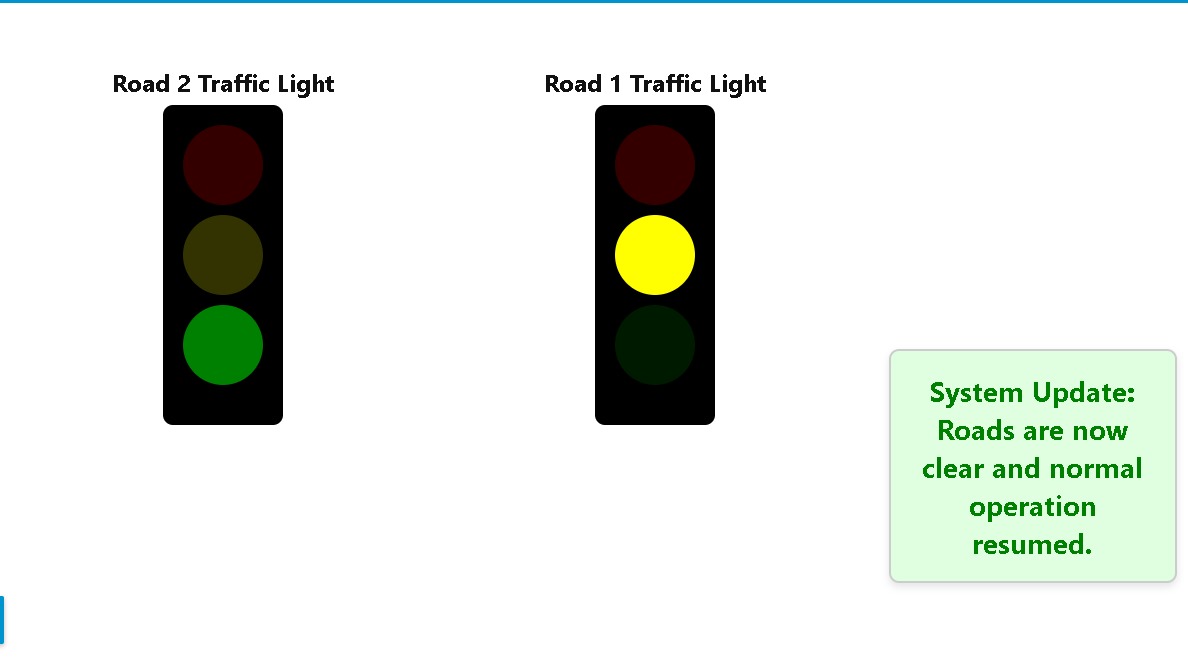 Road 2 Traffic Light
Road 1 Traffic Light
System Update:
Roads are now
clear and normal
operation
resumed.